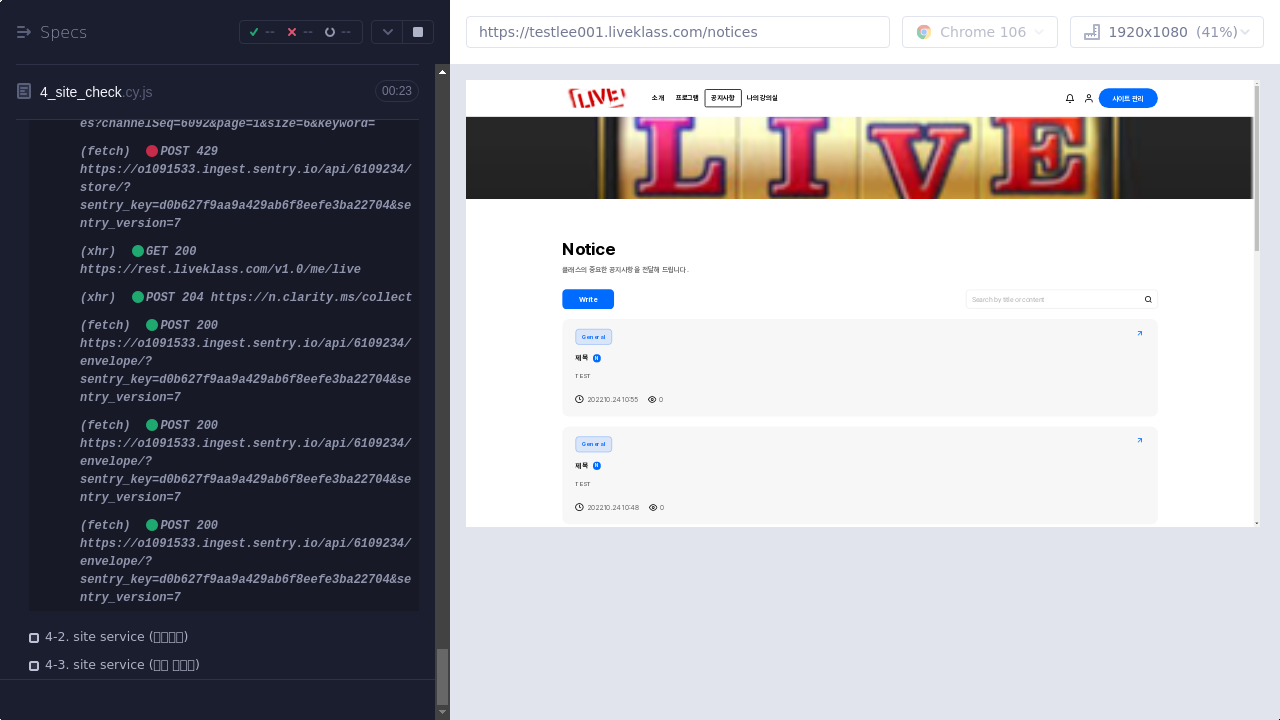 Specs
-- -- --
4_site_check.cy.js
00:23
es?channelSeq=6092&page=1&size=6&keyword=
(fetch) POST 429
https://o1091533.ingest.sentry.io/api/6109234/
store/?
sentry_key=d0b627f9aa9a429ab6f8eefe3ba22704&se
ntry_version=7
(xhr) GET 200
https://rest.liveklass.com/v1.0/me/live
(xhr) POST 204 https://n.clarity.ms/collect
(fetch) POST 200
https://o1091533.ingest.sentry.io/api/6109234/
envelope/?
sentry_key=d0b627f9aa9a429ab6f8eefe3ba22704&se
ntry_version=7
(fetch) POST 200
https://o1091533.ingest.sentry.io/api/6109234/
envelope/?
sentry_key=d0b627f9aa9a429ab6f8eefe3ba22704&se
ntry_version=7
(fetch) POST 200
https://o1091533.ingest.sentry.io/api/6109234/
envelope/?
sentry_key=d0b627f9aa9a429ab6f8eefe3ba22704&se
ntry_version=7
4-2. site service (
4-3. site service (
https://testlee001.liveklass.com/notices
Chrome 106
1920x1080 (41%)
LIVE!
소개 프로그램 공지사항 나의 강의실
사이트 관리
LIVE
Notice
클래스의 중요한 공지사항을 전달해 드립니다.
Write
Search by title or content
General
제목 N
TEST
2022.10.24 10:55 0
General
제목 N
TEST
2022.10.24 10:48 0